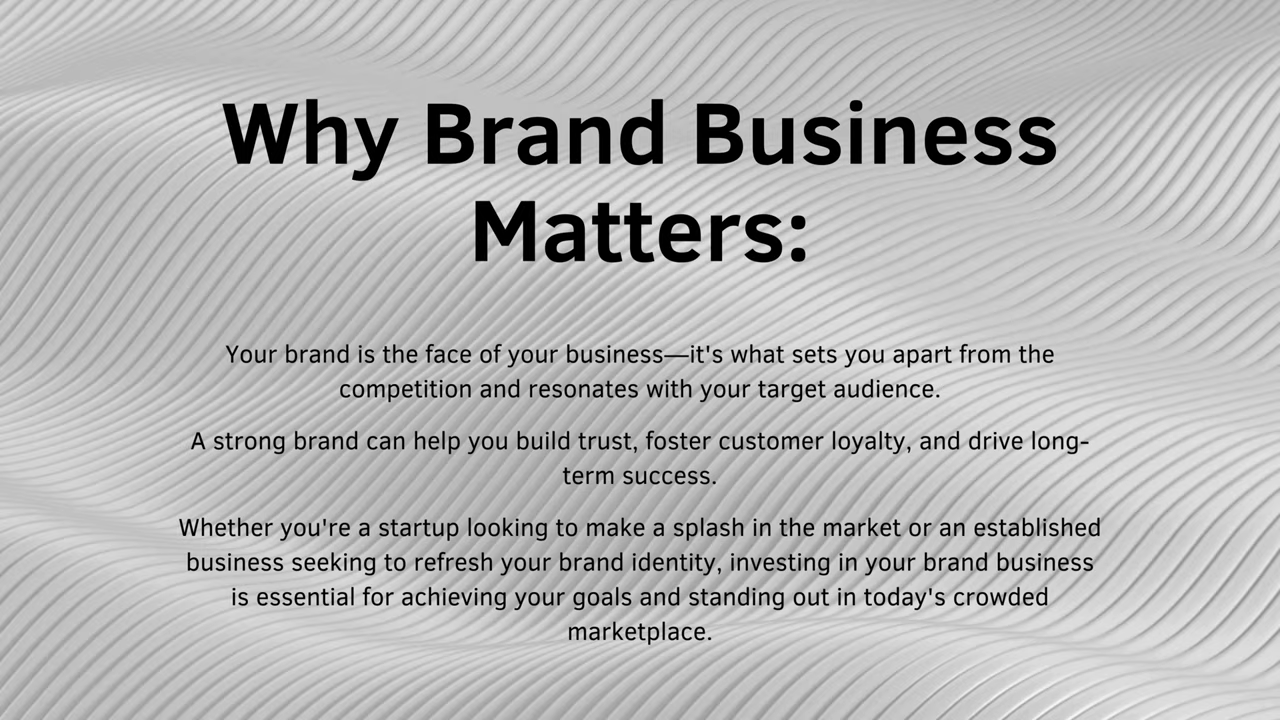 Why Brand Business
Matters:
Your brand is the face of your business—it's what sets you apart from the
competition and resonates with your target audience.
A strong brand can help you build trust, foster customer loyalty, and drive long-
term success.
Whether you're a startup looking to make a splash in the market or an established
business seeking to refresh your brand identity, investing in your brand business
is essential for achieving your goals and standing out in today's crowded
marketplace.